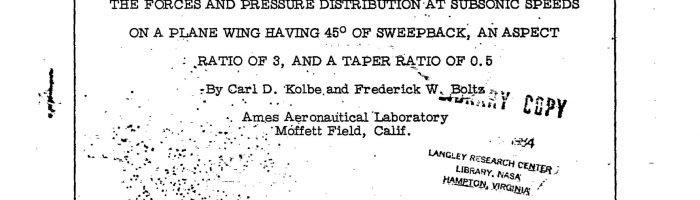 THE FORCES AND PRESSURE DISTRIBUTION AT SUBSONIC SPEEDS
ON A PLANE WING HAVING 45° OF SWEEPBACK, AN ASPECT
RATIO OF 3, AND A TAPER RATIO OF 0.5
By Carl D. Kolbe and Frederick W. Boltz
LIBRARY COPY
Ames Aeronautical Laboratory
Moffett Field, Calif.
LANGLEY RESEARCH CENTER
LIBRARY, NASA
HAMPTON, VIRGINIA